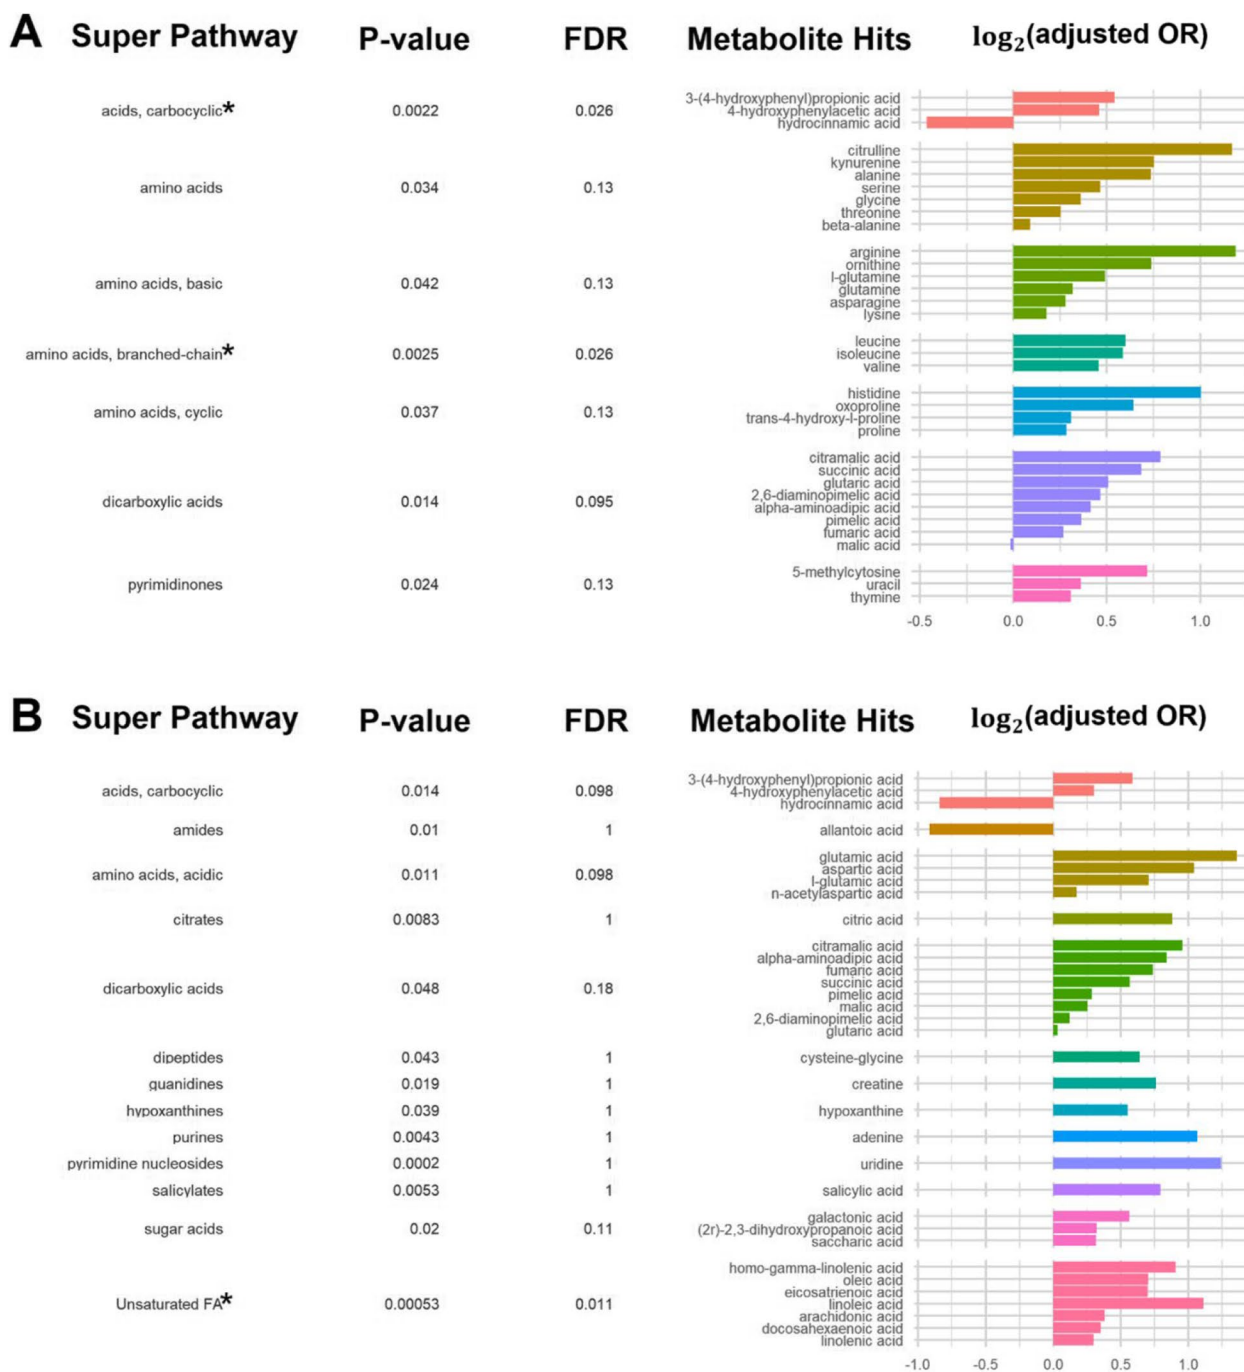 A Super Pathway P-value FDR Metabolite Hits log₂(adjusted OR)
acids, carbocyclic* 0.0022 0.026
3-(4-hydroxyphenyl)propionic acid
4-hydroxyphenylacetic acid
hydrocinnamic acid
amino acids 0.034 0.13
citrulline
kynurenine
alanine
serine
glycine
threonine
beta-alanine
amino acids, basic 0.042 0.13
arginine
ornithine
l-glutamine
glutamine
asparagine
lysine
amino acids, branched-chain* 0.0025 0.026
leucine
isoleucine
valine
amino acids, cyclic 0.037 0.13
histidine
oxoproline
trans-4-hydroxy-l-proline
proline
dicarboxylic acids 0.014 0.095
citramalic acid
succinic acid
glutaric acid
2,6-diaminopimelic acid
alpha-aminoadipic acid
pimelic acid
fumaric acid
malic acid
pyrimidinones 0.024 0.13
5-methylcytosine
uracil
thymine
-0.5 0.0 0.5 1.0
B Super Pathway P-value FDR Metabolite Hits log₂(adjusted OR)
acids, carbocyclic 0.014 0.098
3-(4-hydroxyphenyl)propionic acid
4-hydroxyphenylacetic acid
hydrocinnamic acid
amides 0.01 1 allantoic acid
amino acids, acidic 0.011 0.098
glutamic acid
aspartic acid
l-glutamic acid
n-acetylaspartic acid
citrates 0.0083 1 citric acid
dicarboxylic acids 0.048 0.18
citramalic acid
alpha-aminoadipic acid
fumaric acid
succinic acid
pimelic acid
malic acid
2,6-diaminopimelic acid
glutaric acid
dipeptides 0.043 1 cysteine-glycine
guanidines 0.019 1 creatine
hypoxanthines 0.039 1 hypoxanthine
purines 0.0043 1 adenine
pyrimidine nucleosides 0.0002 1 uridine
salicylates 0.0053 1 salicylic acid
sugar acids 0.02 0.11
galactonic acid
(2r)-2,3-dihydroxypropanoic acid
saccharic acid
Unsaturated FA* 0.00053 0.011
homo-gamma-linolenic acid
oleic acid
eicosatrienoic acid
linoleic acid
arachidonic acid
docosahexaenoic acid
linolenic acid
-1.0 -0.5 0.0 0.5 1.0